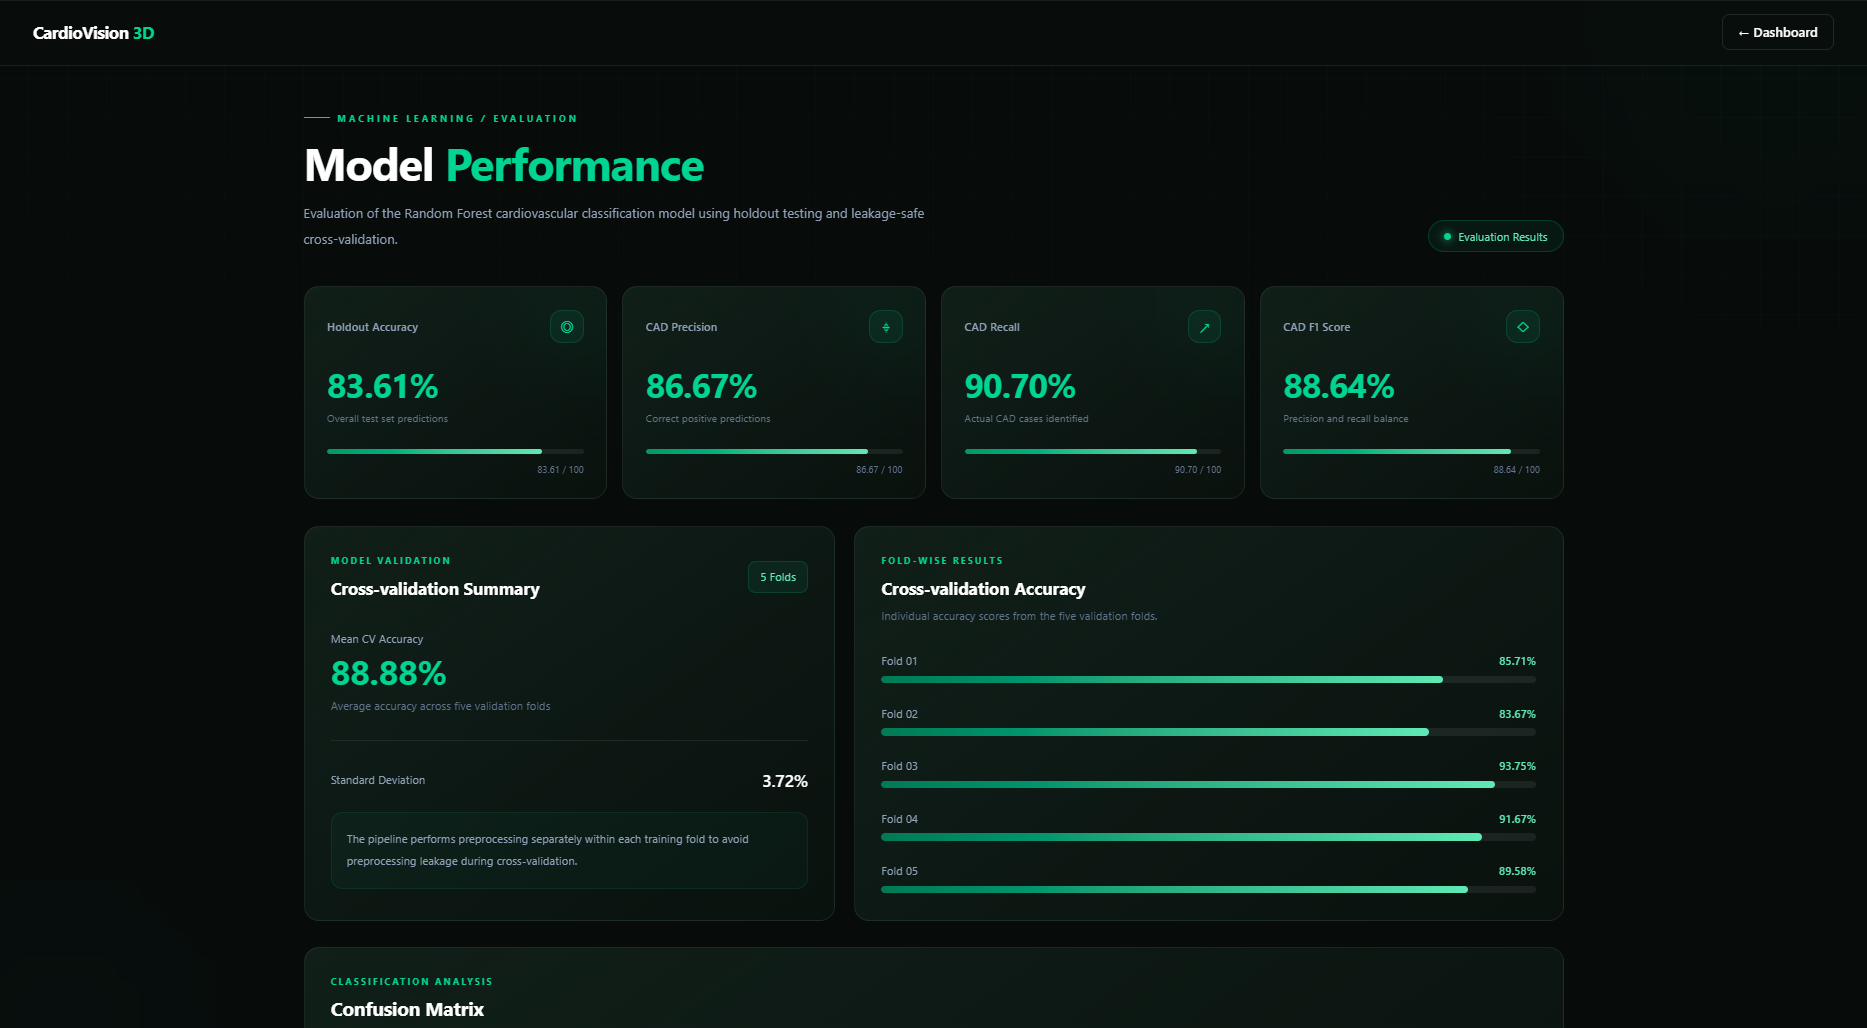 CardioVision 3D
← Dashboard
MACHINE LEARNING / EVALUATION
Model Performance
Evaluation of the Random Forest cardiovascular classification model using holdout testing and leakage-safe
cross-validation.
Evaluation Results
Holdout Accuracy
83.61%
Overall test set predictions
83.61 / 100
CAD Precision
86.67%
Correct positive predictions
86.67 / 100
CAD Recall
90.70%
Actual CAD cases identified
90.70 / 100
CAD F1 Score
88.64%
Precision and recall balance
88.64 / 100
MODEL VALIDATION
Cross-validation Summary
5 Folds
Mean CV Accuracy
88.88%
Average accuracy across five validation folds
Standard Deviation
3.72%
The pipeline performs preprocessing separately within each training fold to avoid
preprocessing leakage during cross-validation.
FOLD-WISE RESULTS
Cross-validation Accuracy
Individual accuracy scores from the five validation folds.
Fold 01
85.71%
Fold 02
83.67%
Fold 03
93.75%
Fold 04
91.67%
Fold 05
89.58%
CLASSIFICATION ANALYSIS
Confusion Matrix